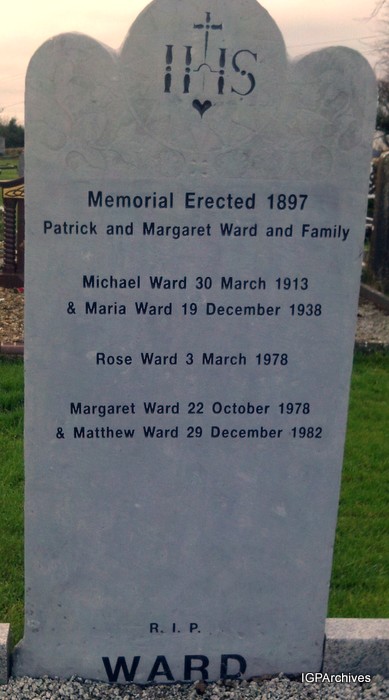 IHS
Memorial Erected 1897
Patrick and Margaret Ward and Family
Michael Ward 30 March 1913
& Maria Ward 19 December 1938
Rose Ward 3 March 1978
Margaret Ward 22 October 1978
& Matthew Ward 29 December 1982
R. I. P.
WARD
IGPArchives